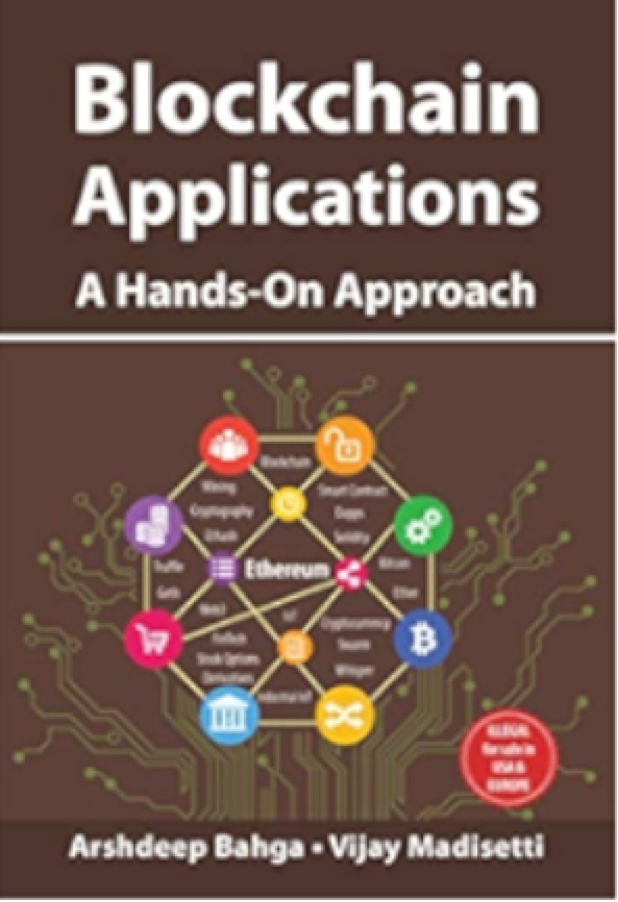 Blockchain
Applications
A Hands-On Approach
Blockchain
Mining
Smart Contract
Cryptography
Dapps
Ethash
Solidity
Truffle
Ethereum
Bitcoin
Geth
Ether
Web3
IoT
Cryptocurrency
FinTech
Swarm
Stock Options
Derivatives
Whisper
Industrial IoT
ILLEGAL
for sale in
USA &
EUROPE
Arshdeep Bahga • Vijay Madisetti